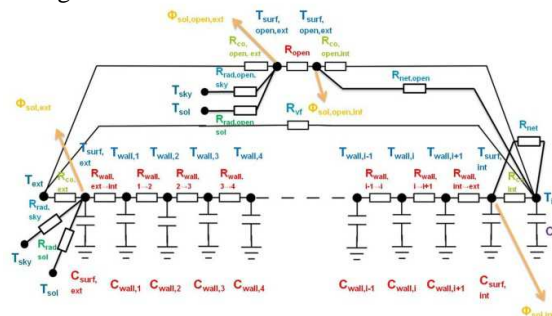 Φsol,open,ext
Tsurf, open,ext
Tsurf, open,ext
Rco, open, ext
Ropen
Rco, open,int
Rrad,open, sky
Tsky
Tsol
Rrad,open sol
Rnet,open
Φsol,open,int
Φsol,ext
Rvf
Rnet
Tsurf, ext
Twall,1
Twall,2
Twall,3
Twall,4
Twall,i-1
Twall,i
Twall,i+1
Tsurf, int
Text
Rco, ext
Rwall, ext→int
Rwall, 1→2
Rwall, 2→3
Rwall, 3→4
Rwall, i-1→i
Rwall, i→i+1
Rwall, int→ext
int
Rrad, sky
Rrad, sol
Tsky
Tsol
Csurf, ext
Cwall,1
Cwall,2
Cwall,3
Cwall,4
Cwall,i-1
Cwall,i
Cwall,i+1
Csurf, int